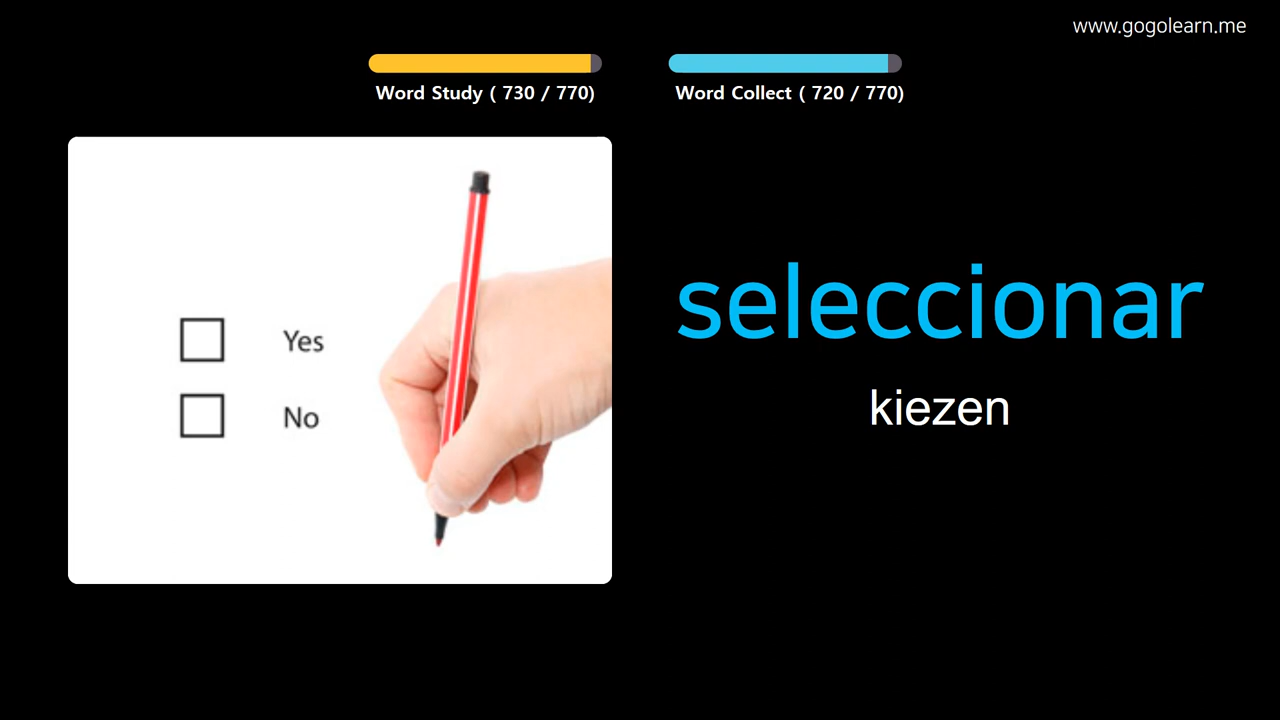 www.gogolearn.me
Word Study ( 730 / 770)
Word Collect ( 720 / 770)
Yes
No
seleccionar
kiezen